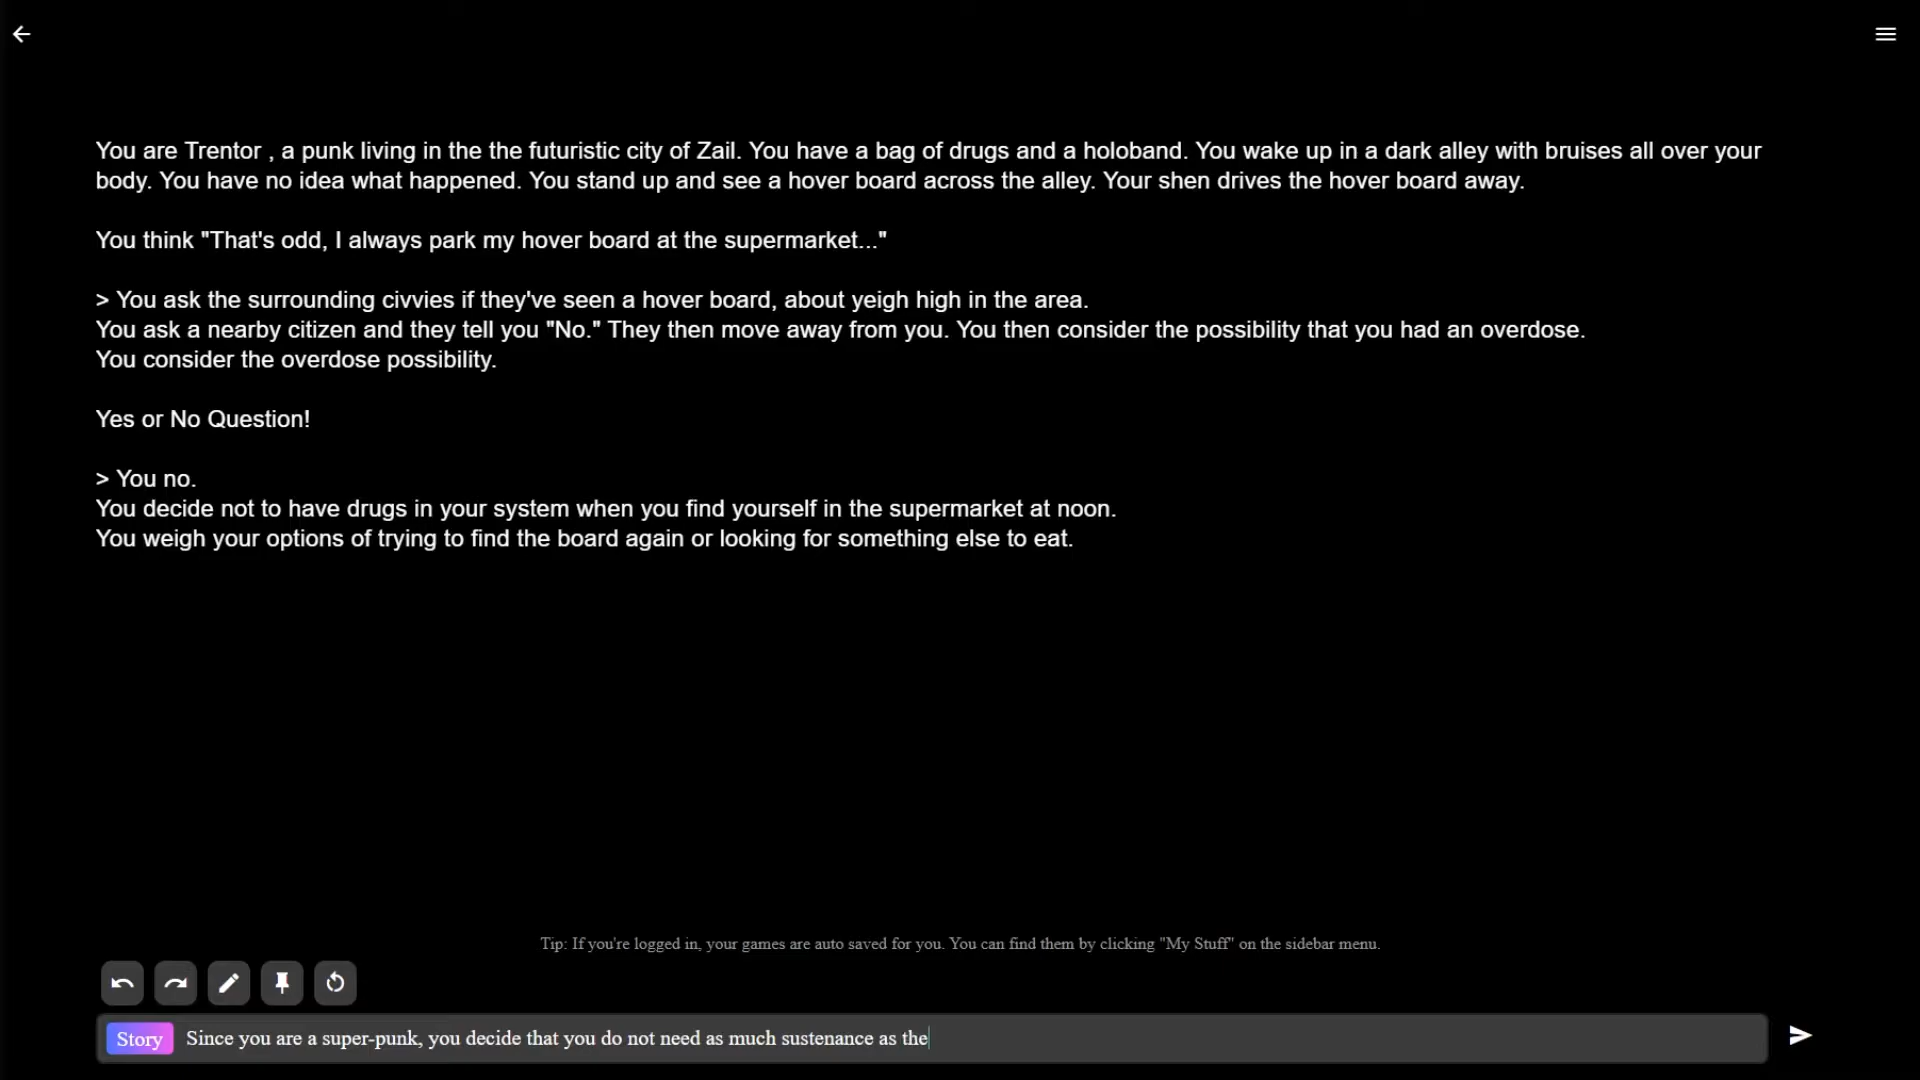 You are Trentor , a punk living in the the futuristic city of Zail. You have a bag of drugs and a holoband. You wake up in a dark alley with bruises all over your
body. You have no idea what happened. You stand up and see a hover board across the alley. Your shen drives the hover board away.
You think "That's odd, I always park my hover board at the supermarket..."
> You ask the surrounding civvies if they've seen a hover board, about yeigh high in the area.
You ask a nearby citizen and they tell you "No." They then move away from you. You then consider the possibility that you had an overdose.
You consider the overdose possibility.
Yes or No Question!
> You no.
You decide not to have drugs in your system when you find yourself in the supermarket at noon.
You weigh your options of trying to find the board again or looking for something else to eat.
Tip: If you're logged in, your games are auto saved for you. You can find them by clicking "My Stuff" on the sidebar menu.
Story Since you are a super-punk, you decide that you do not need as much sustenance as the